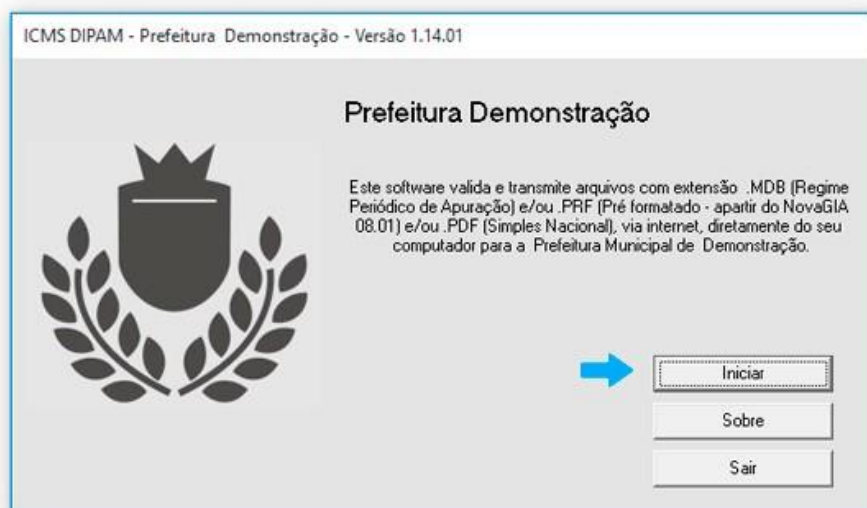 ICMS DIPAM - Prefeitura Demonstração - Versão 1.14.01
Prefeitura Demonstração
Este software valida e transmite arquivos com extensão .MDB (Regime
Periódico de Apuração) e/ou .PRF (Pré formatado - apartir do NovaGIA
08.01) e/ou .PDF (Simples Nacional), via internet, diretamente do seu
computador para a Prefeitura Municipal de Demonstração.
Iniciar
Sobre
Sair